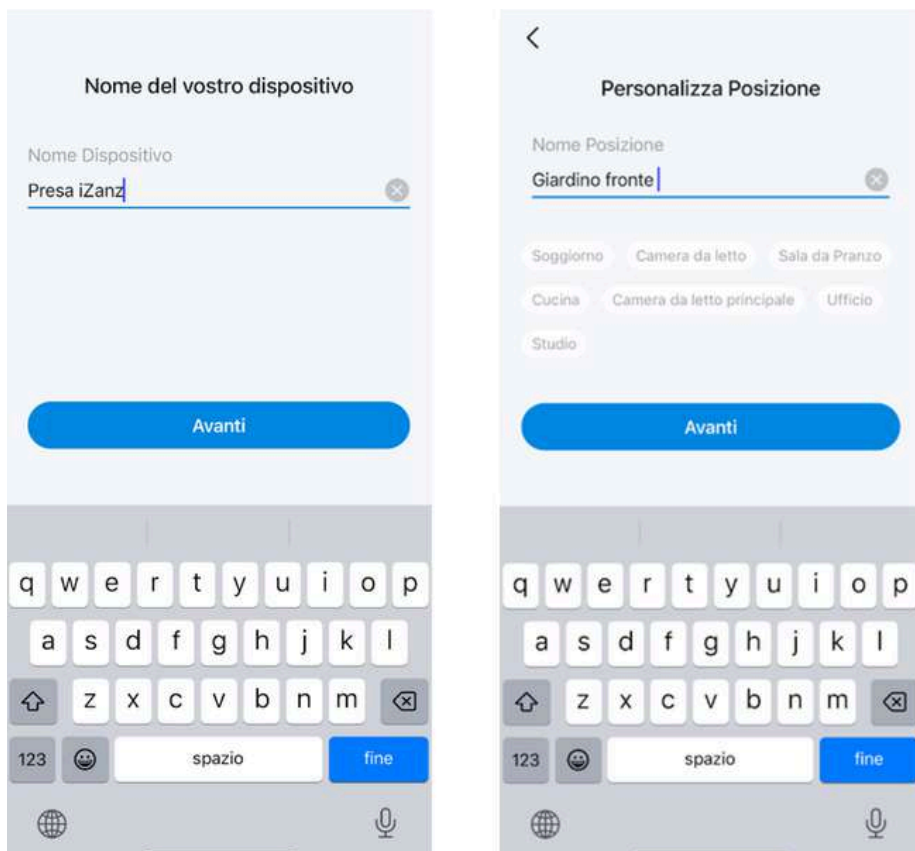 Nome del vostro dispositivo
Nome Dispositivo
Presa iZanz
Avanti
q w e r t y u i o p
a s d f g h j k l
z x c v b n m
123 spazio fine
Personalizza Posizione
Nome Posizione
Giardino fronte
Soggiorno Camera da letto Sala da Pranzo
Cucina Camera da letto principale Ufficio
Studio
Avanti
q w e r t y u i o p
a s d f g h j k l
z x c v b n m
123 spazio fine